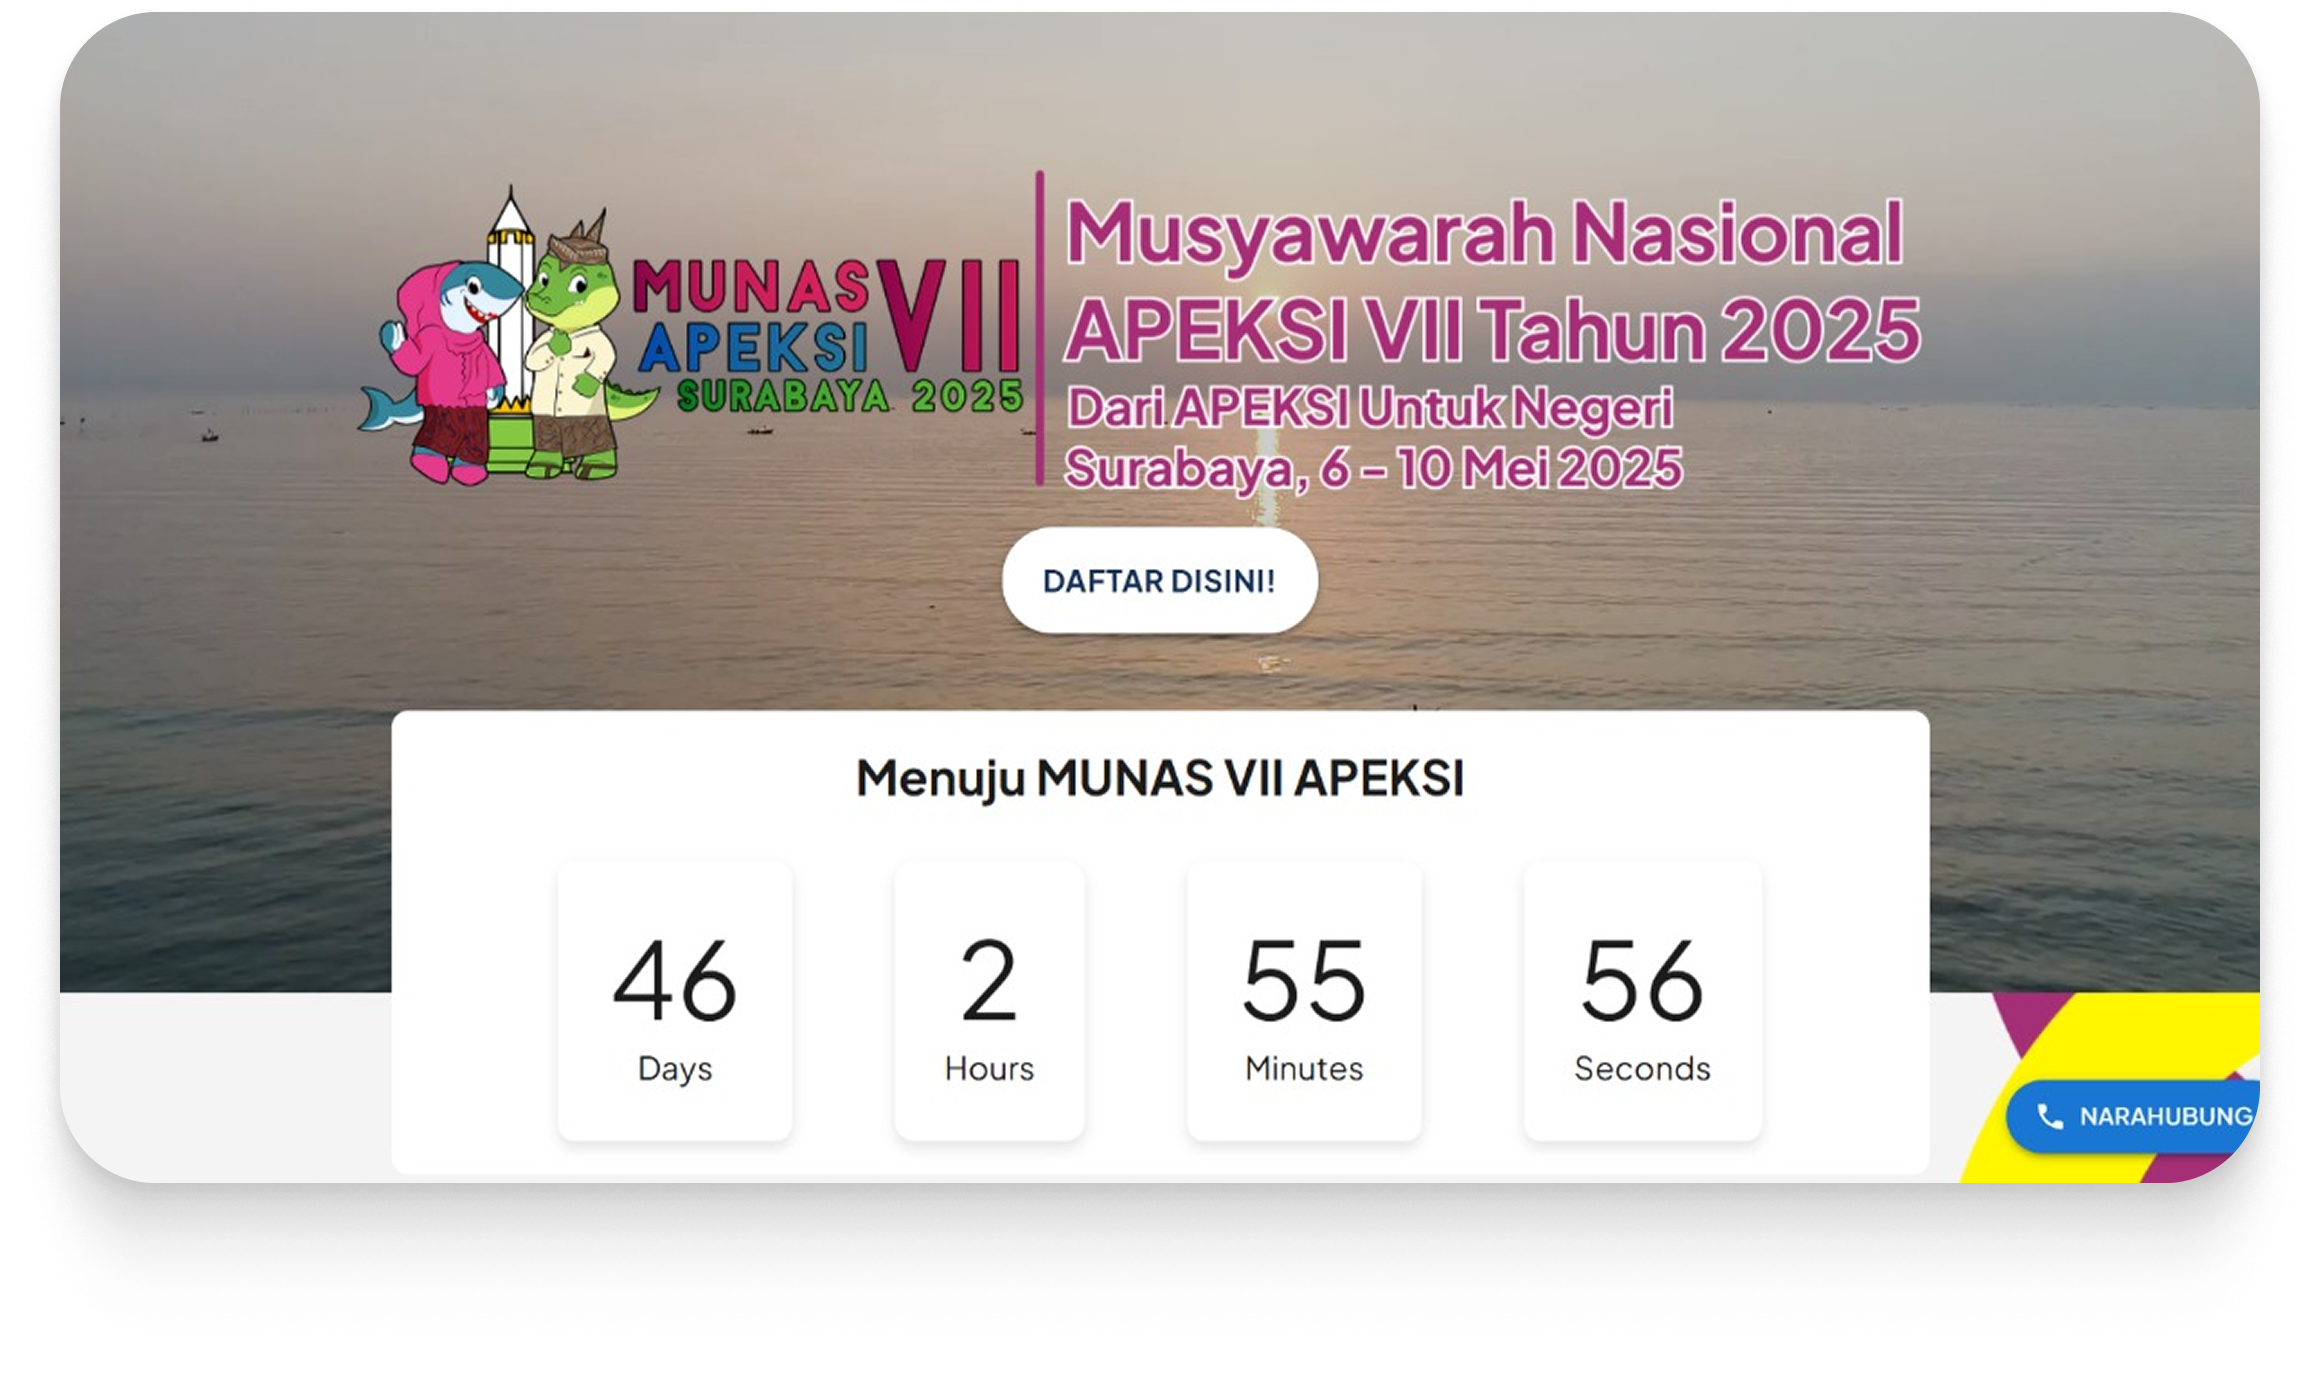 MUNAS VII
APEKSI
SURABAYA 2025
Musyawarah Nasional
APEKSI VII Tahun 2025
Dari APEKSI Untuk Negeri
Surabaya, 6 – 10 Mei 2025
DAFTAR DISINI!
Menuju MUNAS VII APEKSI
46
Days
2
Hours
55
Minutes
56
Seconds
NARAHUBUNG